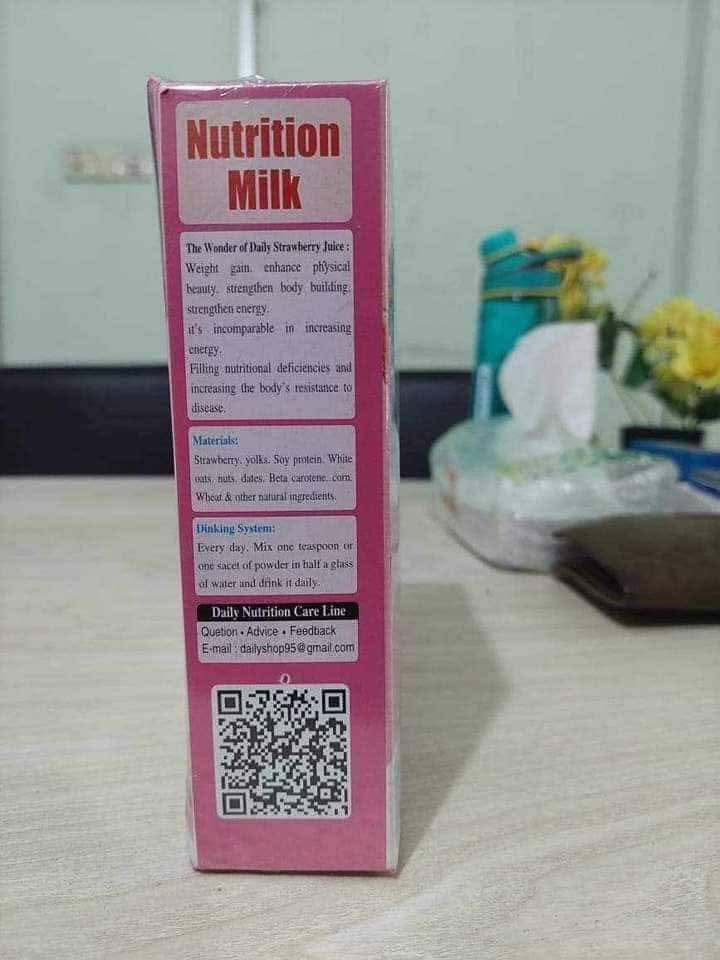 Nutrition
Milk
The Wonder of Daily Strawberry Juice :
Weight gain. enhance physical
beauty. strengthen body building.
strengthen energy.
it's incomparable in increasing
energy.
Filling nutritional deficiencies and
increasing the body's resistance to
disease.
Materials:
Strawberry. yolks. Soy protein. White
oats. nuts. dates. Beta carotene. corn.
Wheat & other natural ingredients.
Dinking System:
Every day. Mix one teaspoon or
one sacet of powder in half a glass
of water and drink it daily.
Daily Nutrition Care Line
Quetion • Advice • Feedback
E-mail : dailyshop95@gmail.com